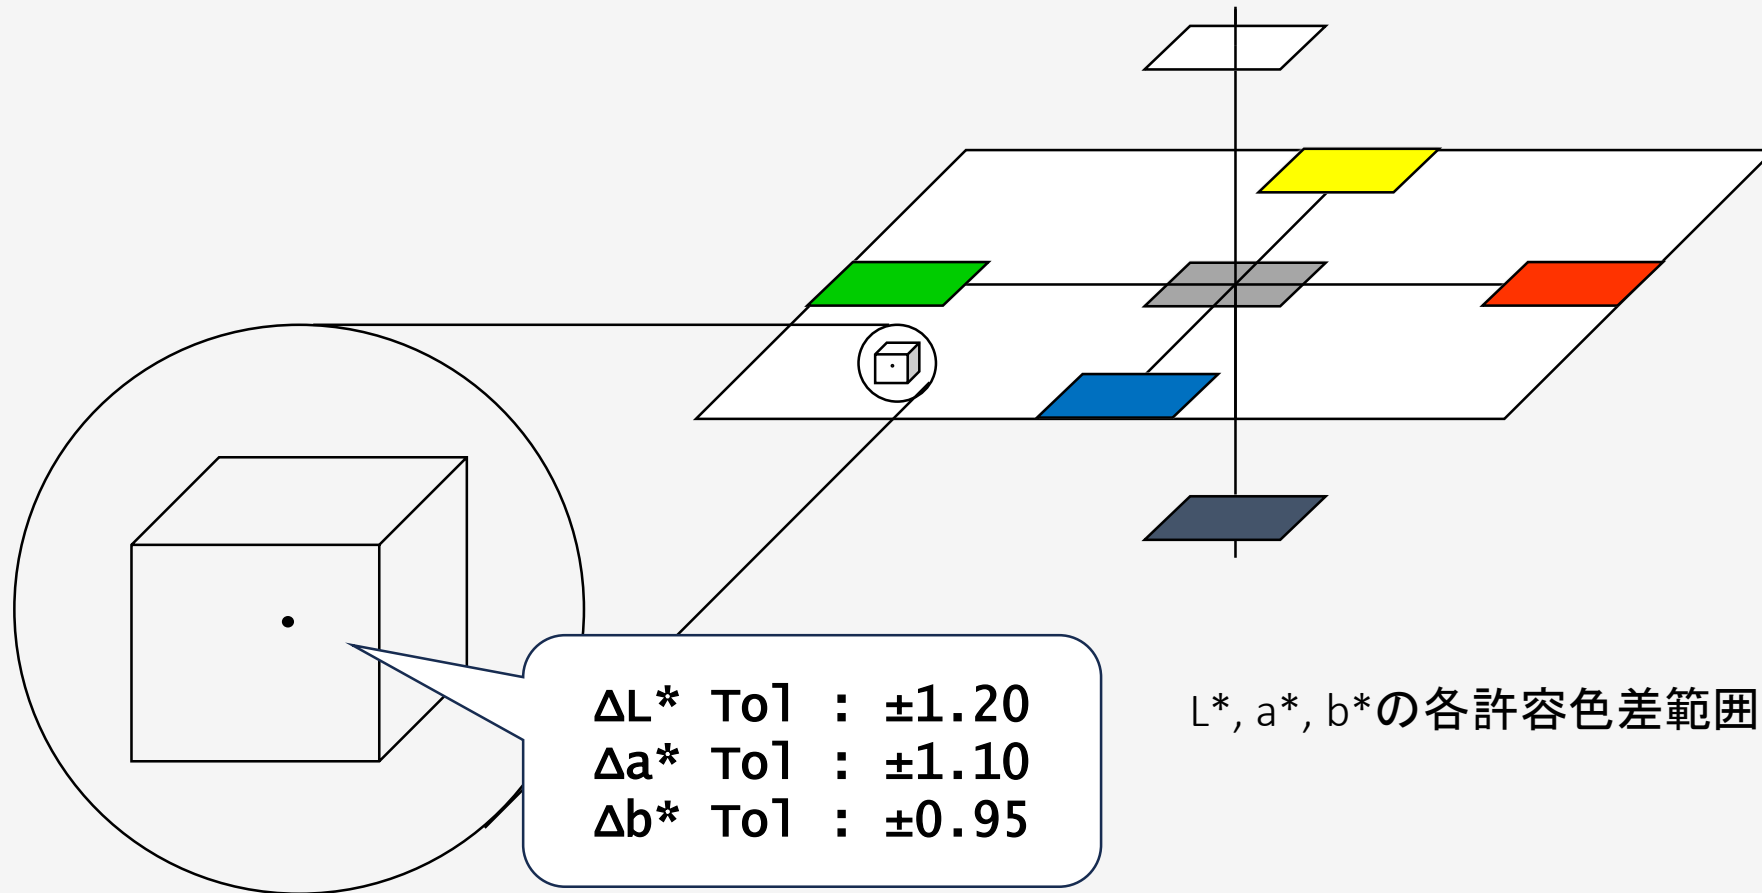 ΔL* Tol : ±1.20
Δa* Tol : ±1.10
Δb* Tol : ±0.95
L*, a*, b*の各許容色差範囲